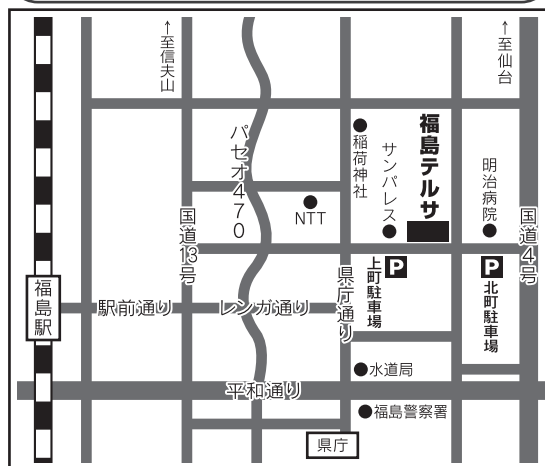 ↑至信夫山
↑至仙台
パセオ470
稲荷神社
サンパレス
福島テルサ
明治病院
NTT
国道13号
国道4号
県庁通り
上町駐車場
P
P
北町駐車場
福島駅
駅前通り
レンガ通り
水道局
平和通り
福島警察署
県庁